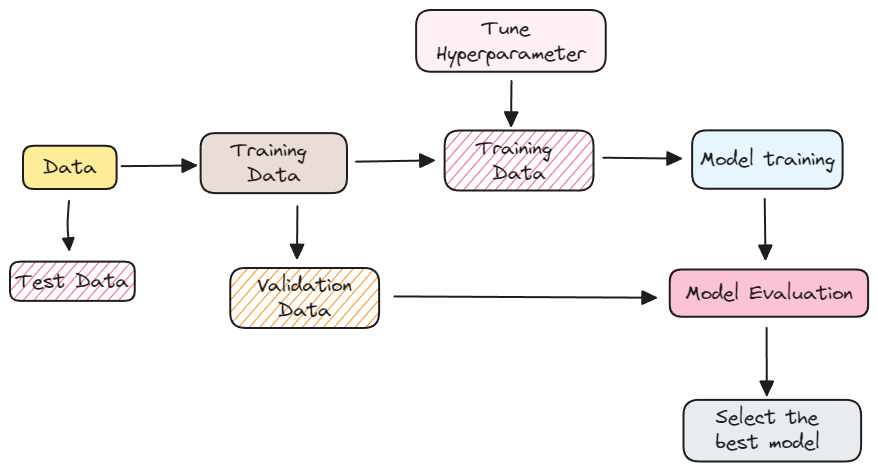 Tune
Hyperparameter
Data
Training
Data
Training
Data
Model training
Test Data
Validation
Data
Model Evaluation
Select the
best model